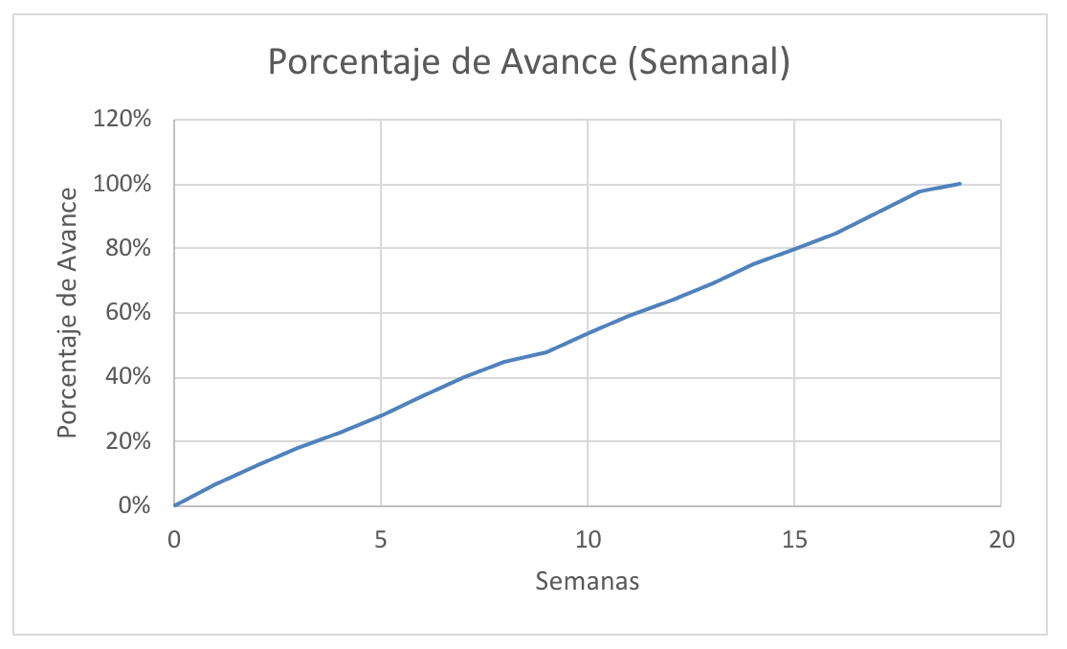 Porcentaje de Avance (Semanal)
Porcentaje de Avance
120%
100%
80%
60%
40%
20%
0%
0 5 10 15 20
Semanas